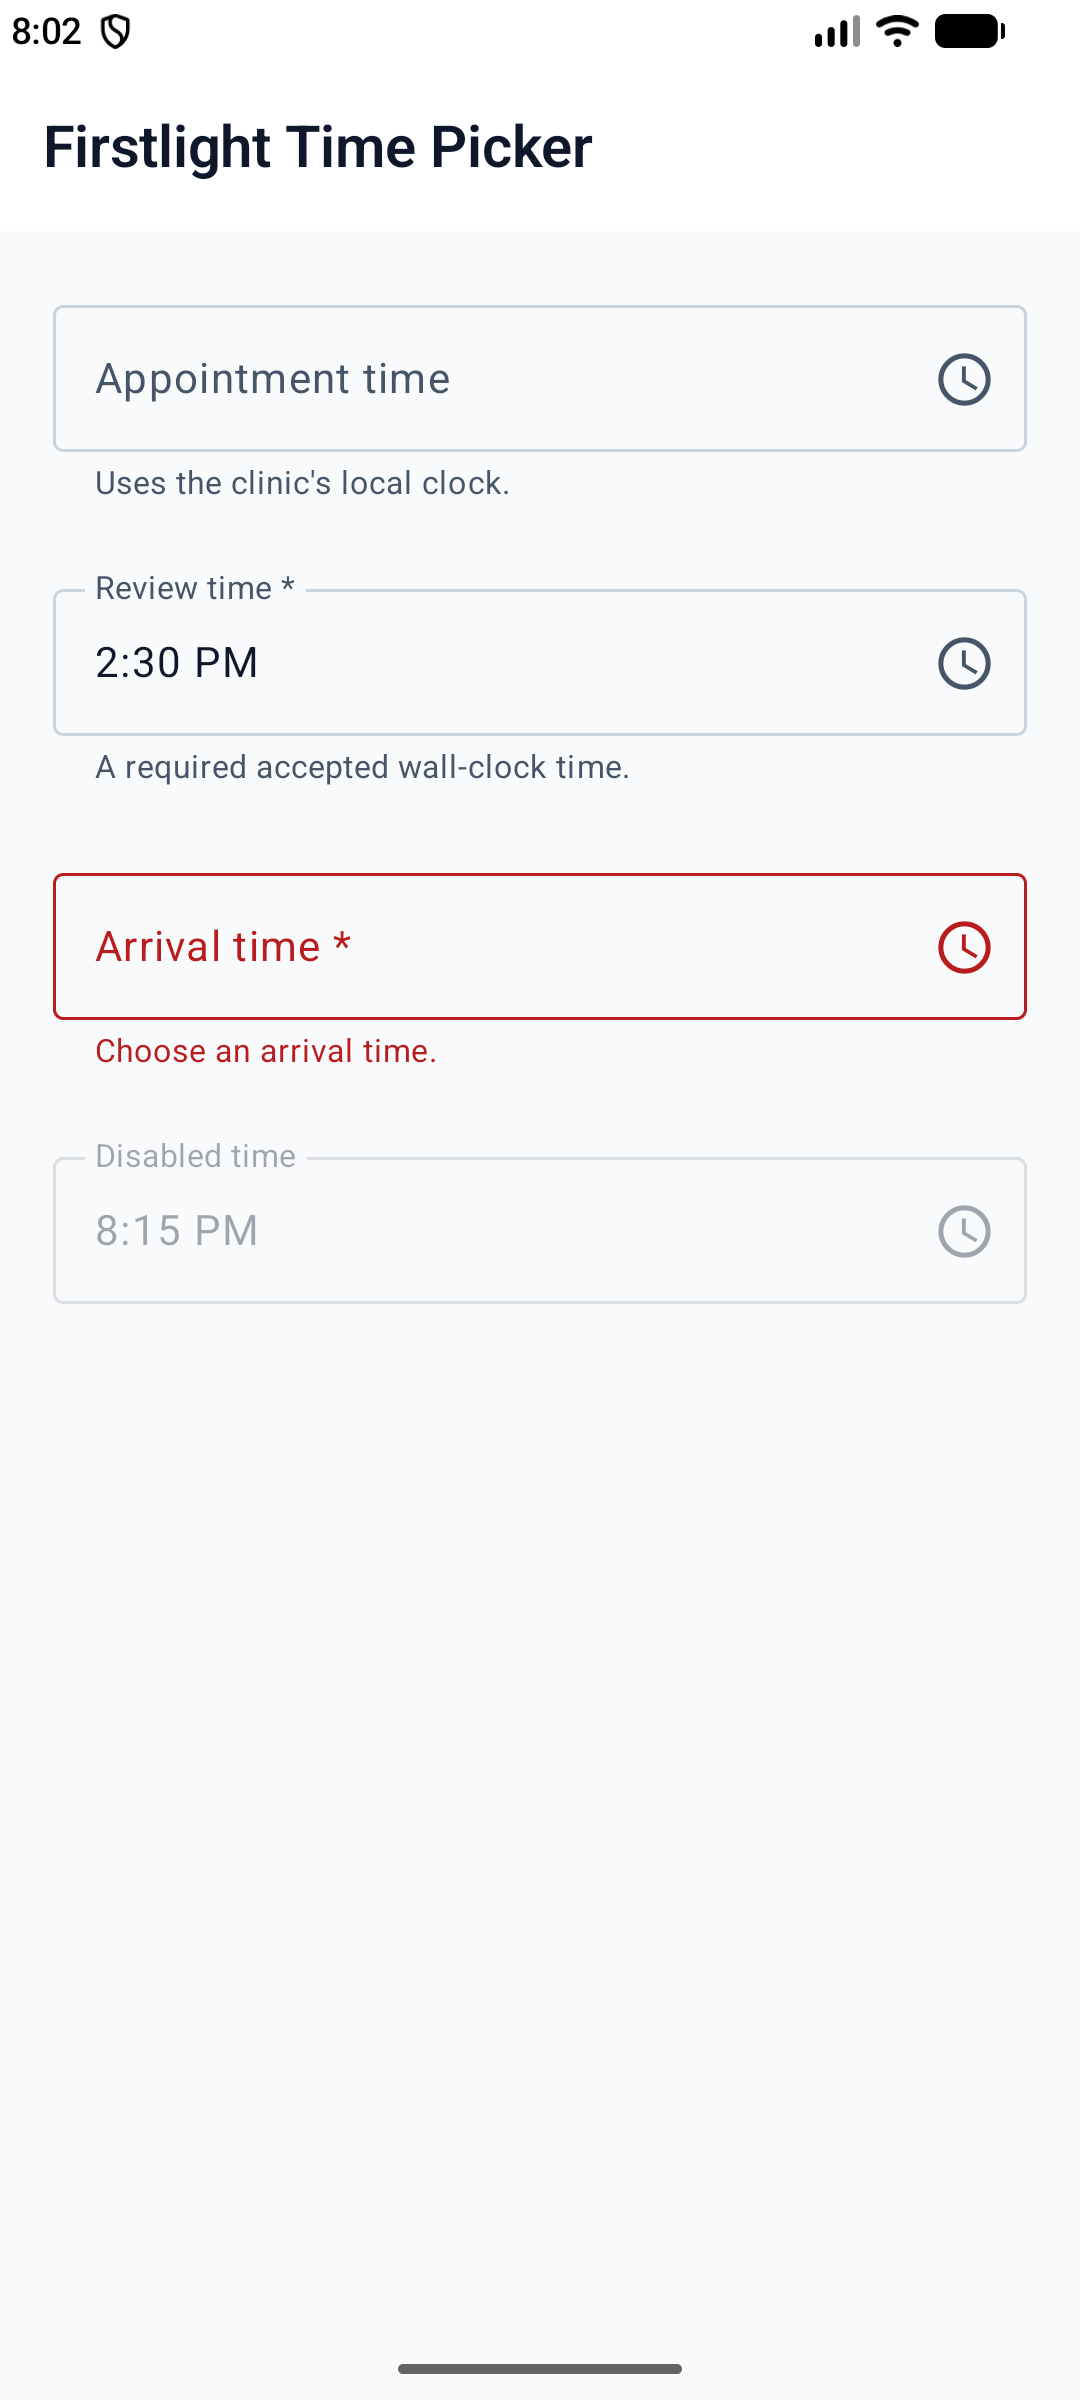 8:02
Firstlight Time Picker
Appointment time
Uses the clinic's local clock.
Review time *
2:30 PM
A required accepted wall-clock time.
Arrival time *
Choose an arrival time.
Disabled time
8:15 PM